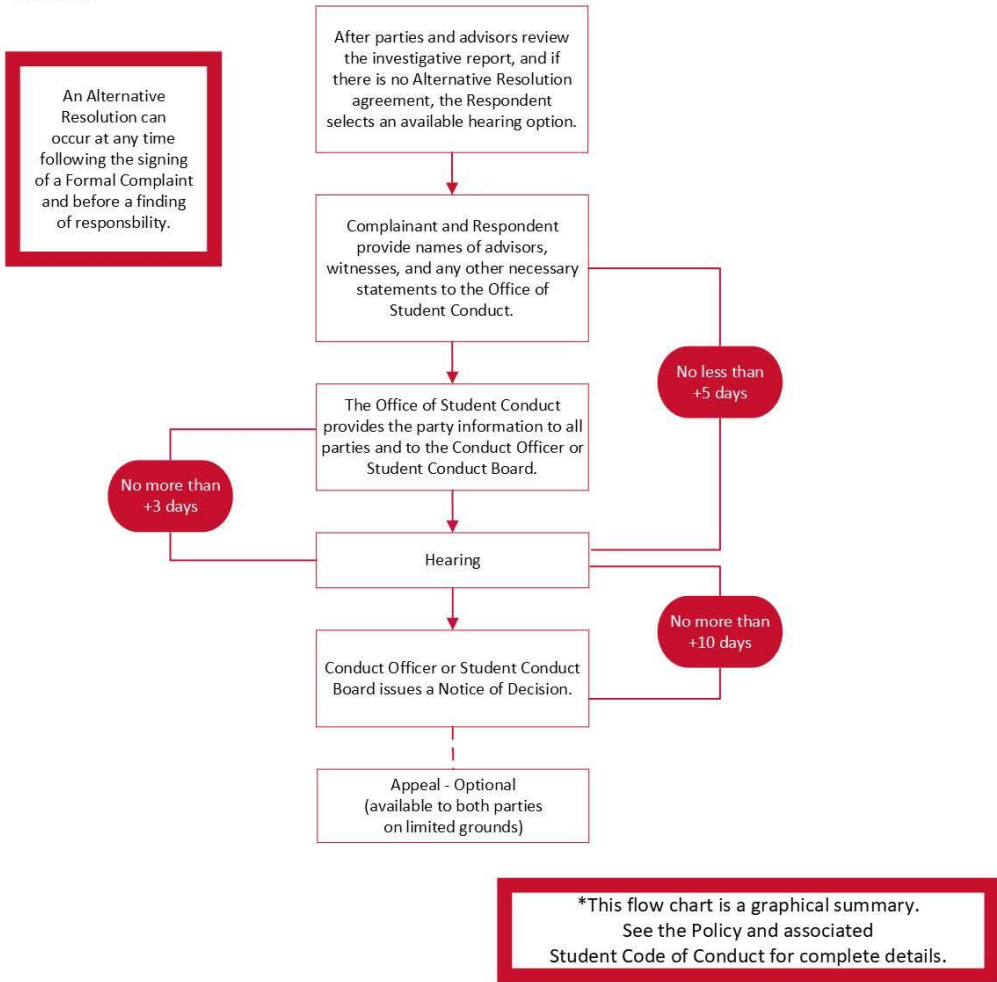 After parties and advisors review
the investigative report, and if
there is no Alternative Resolution
agreement, the Respondent
selects an available hearing option.
An Alternative
Resolution can
occur at any time
following the signing
of a Formal Complaint
and before a finding
of responsbility.
Complainant and Respondent
provide names of advisors,
witnesses, and any other necessary
statements to the Office of
Student Conduct.
No less than
+5 days
The Office of Student Conduct
provides the party information to all
parties and to the Conduct Officer or
Student Conduct Board.
No more than
+3 days
Hearing
No more than
+10 days
Conduct Officer or Student Conduct
Board issues a Notice of Decision.
Appeal - Optional
(available to both parties
on limited grounds)
*This flow chart is a graphical summary.
See the Policy and associated
Student Code of Conduct for complete details.